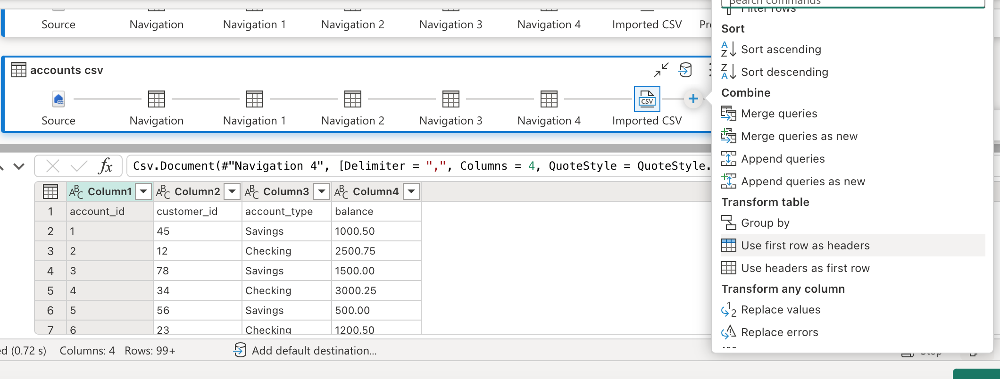 Search commands
Filter rows
Source Navigation Navigation 1 Navigation 2 Navigation 3 Navigation 4 Imported CSV
Sort
Sort ascending
accounts csv
Sort descending
Combine
CSV
Source Navigation Navigation 1 Navigation 2 Navigation 3 Navigation 4 Imported CSV
Merge queries
Merge queries as new
Append queries
Append queries as new
Transform table
Group by
Use first row as headers
Use headers as first row
Transform any column
Replace values
Replace errors
fx Csv.Document(#"Navigation 4", [Delimiter = ",", Columns = 4, QuoteStyle = QuoteStyle.
ABC Column1 ABC Column2 ABC Column3 ABC Column4
1 account_id customer_id account_type balance
2 1 45 Savings 1000.50
3 2 12 Checking 2500.75
4 3 78 Savings 1500.00
5 4 34 Checking 3000.25
6 5 56 Savings 500.00
7 6 23 Checking 1200.50
ed (0.72 s) Columns: 4 Rows: 99+ Add default destination... Step